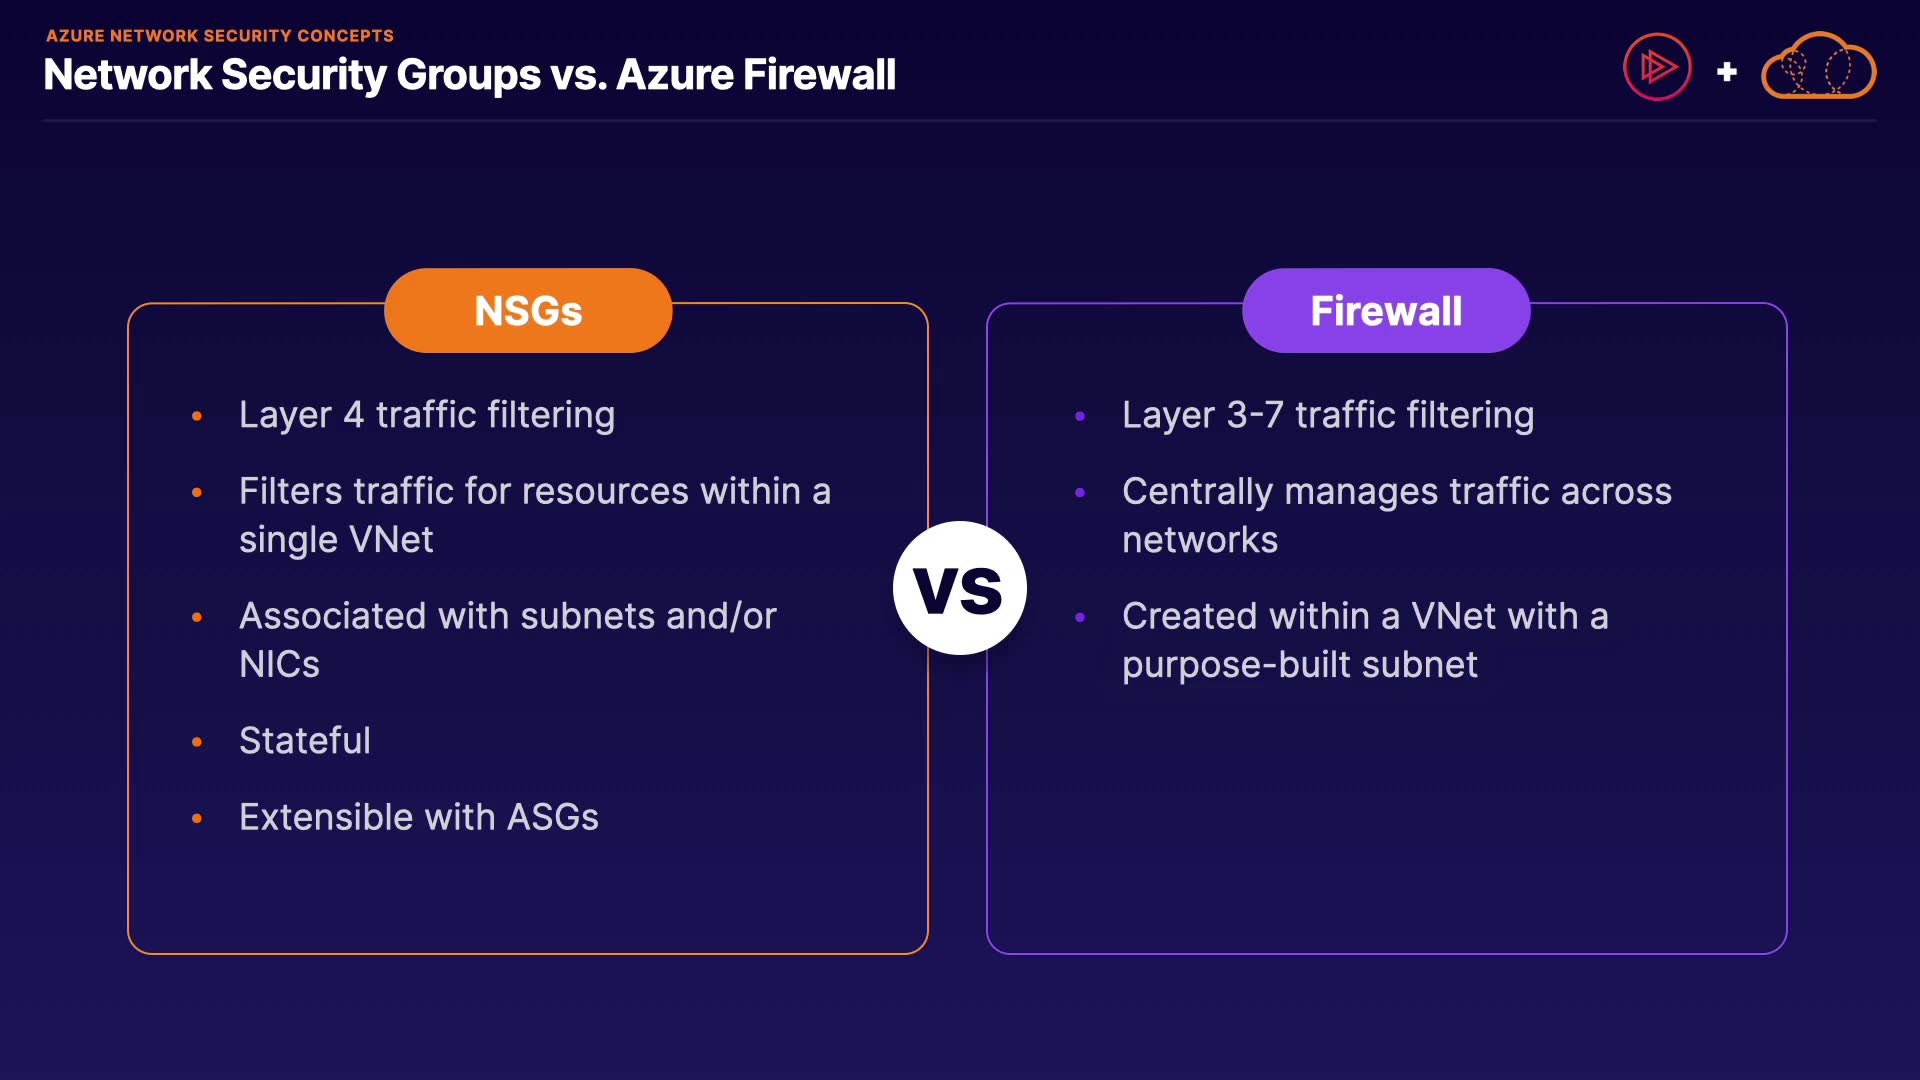 AZURE NETWORK SECURITY CONCEPTS
Network Security Groups vs. Azure Firewall
NSGs
• Layer 4 traffic filtering
• Filters traffic for resources within a
single VNet
• Associated with subnets and/or
NICs
• Stateful
• Extensible with ASGs
VS
Firewall
• Layer 3-7 traffic filtering
• Centrally manages traffic across
networks
• Created within a VNet with a
purpose-built subnet